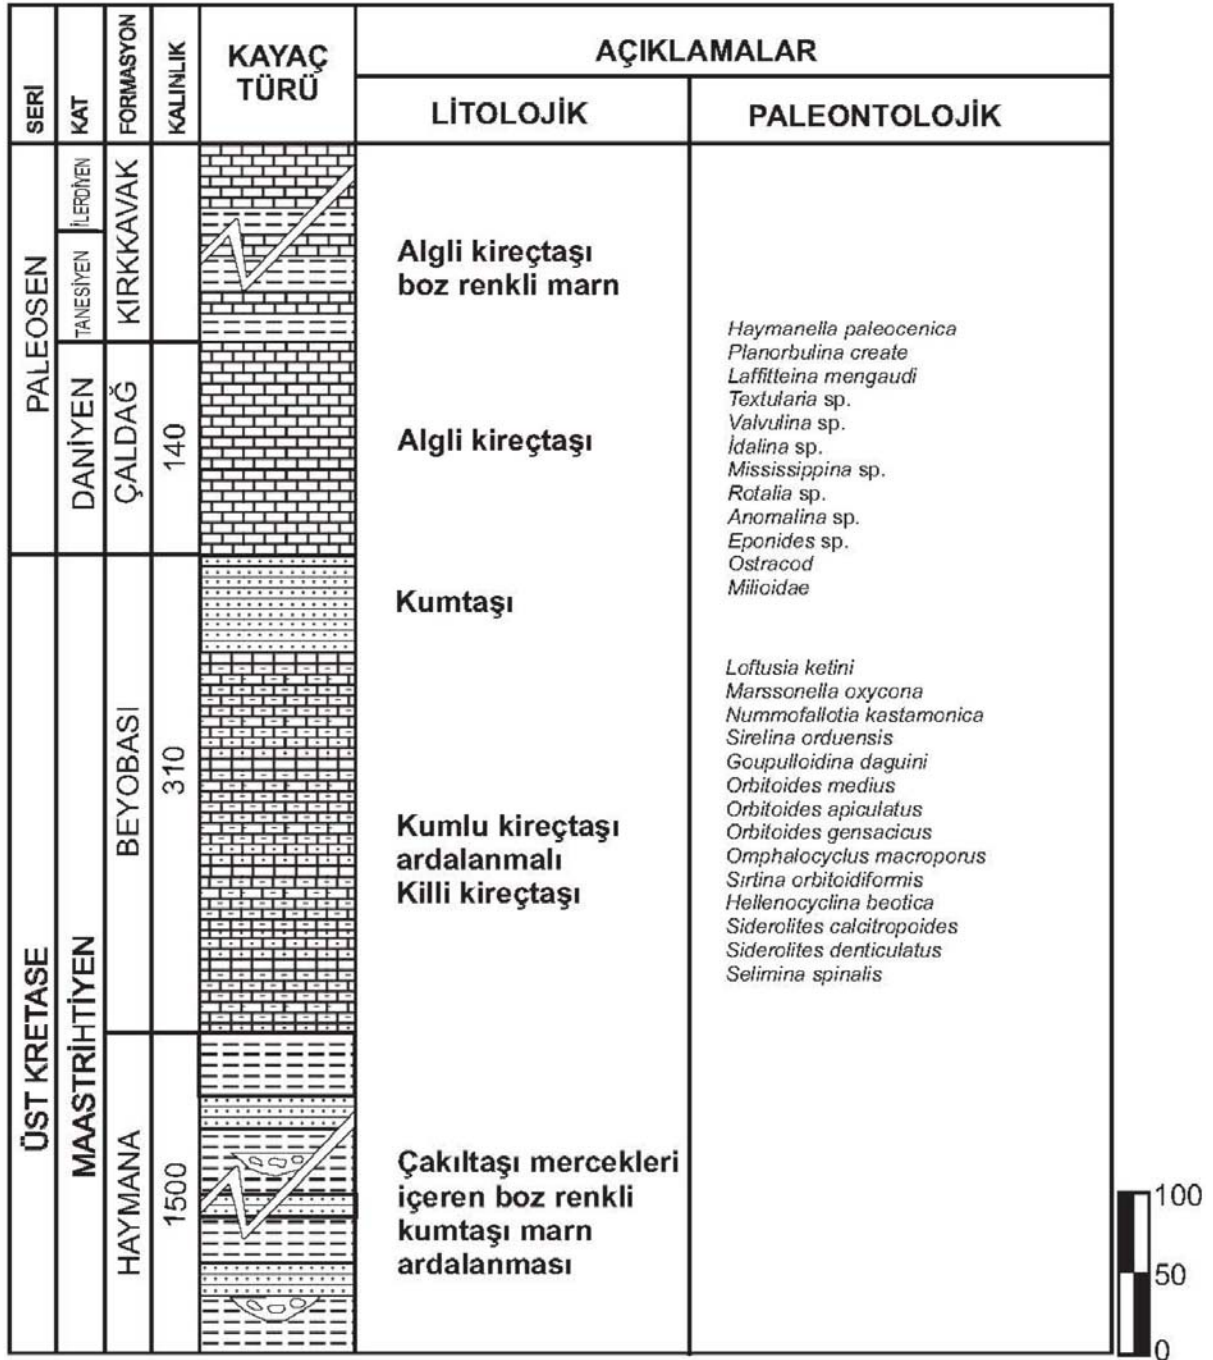 SERİ
KAT
FORMASYON
KALINLIK
KAYAÇ
TÜRÜ
AÇIKLAMALAR
LİTOLOJİK
PALEONTOLOJİK
PALEOSEN
İLERDİYEN
TANESİYEN
KIRKKAVAK
Algli kireçtaşı
boz renkli marn
DANİYEN
ÇALDAĞ
140
Algli kireçtaşı
Haymanella paleocenica
Planorbulina create
Laffitteina mengaudi
Textularia sp.
Valvulina sp.
İdalina sp.
Mississippina sp.
Rotalia sp.
Anomalina sp.
Eponides sp.
Ostracod
Milioidae
ÜST KRETASE
MAASTRİHTİYEN
BEYOBASI
310
Kumtaşı
Kumlu kireçtaşı
ardalanmalı
Killi kireçtaşı
Loftusia ketini
Marssonella oxycona
Nummofallotia kastamonica
Sirelina orduensis
Goupulloidina daguini
Orbitoides medius
Orbitoides apiculatus
Orbitoides gensacicus
Omphalocyclus macroporus
Sırtina orbitoidiformis
Hellenocyclina beotica
Siderolites calcitropoides
Siderolites denticulatus
Selimina spinalis
HAYMANA
1500
Çakıltaşı mercekleri
içeren boz renkli
kumtaşı marn
ardalanması
100
50
0